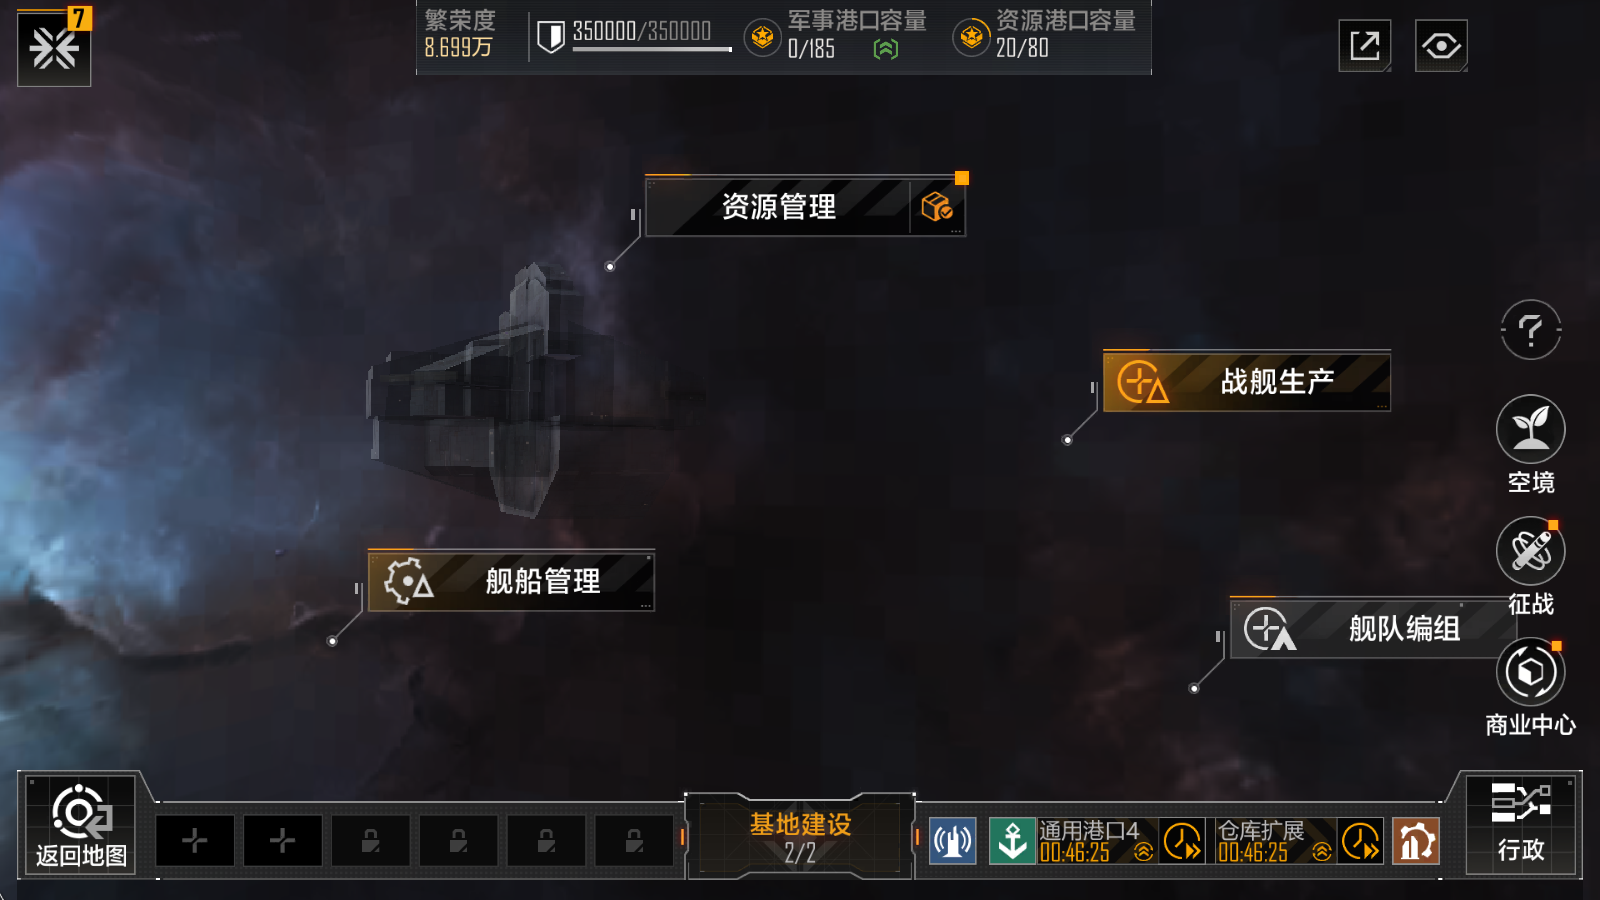 7
繁荣度
8.699万
350000/350000
军事港口容量
0/185
资源港口容量
20/80
资源管理
战舰生产
空境
征战
舰船管理
舰队编组
商业中心
返回地图
基地建设
2/2
通用港口4
00:46:25
仓库扩展
00:46:25
行政